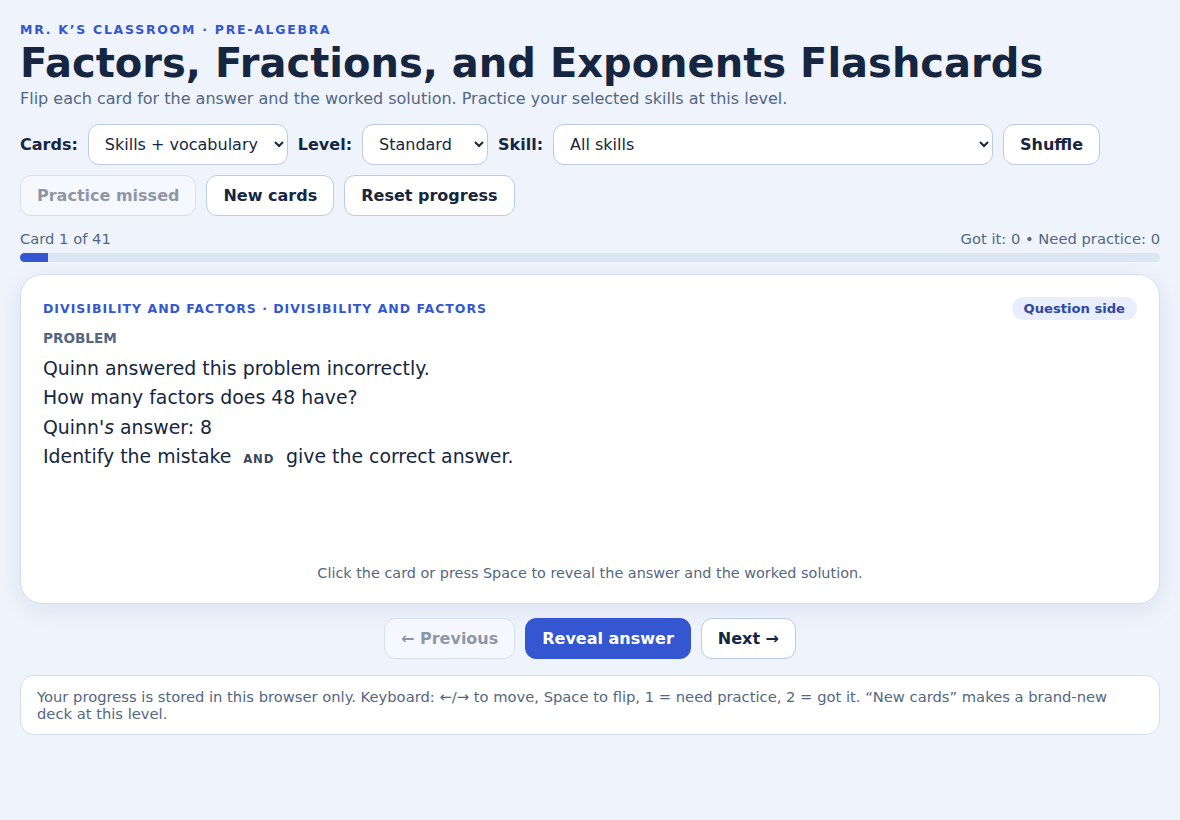 MR. K’S CLASSROOM · PRE-ALGEBRA
Factors, Fractions, and Exponents Flashcards
Flip each card for the answer and the worked solution. Practice your selected skills at this level.
Cards: Skills + vocabulary Level: Standard Skill: All skills Shuffle
Practice missed New cards Reset progress
Card 1 of 41 Got it: 0 • Need practice: 0
DIVISIBILITY AND FACTORS · DIVISIBILITY AND FACTORS Question side
PROBLEM
Quinn answered this problem incorrectly.
How many factors does 48 have?
Quinn's answer: 8
Identify the mistake AND give the correct answer.
Click the card or press Space to reveal the answer and the worked solution.
← Previous Reveal answer Next →
Your progress is stored in this browser only. Keyboard: ←/→ to move, Space to flip, 1 = need practice, 2 = got it. “New cards” makes a brand-new
deck at this level.